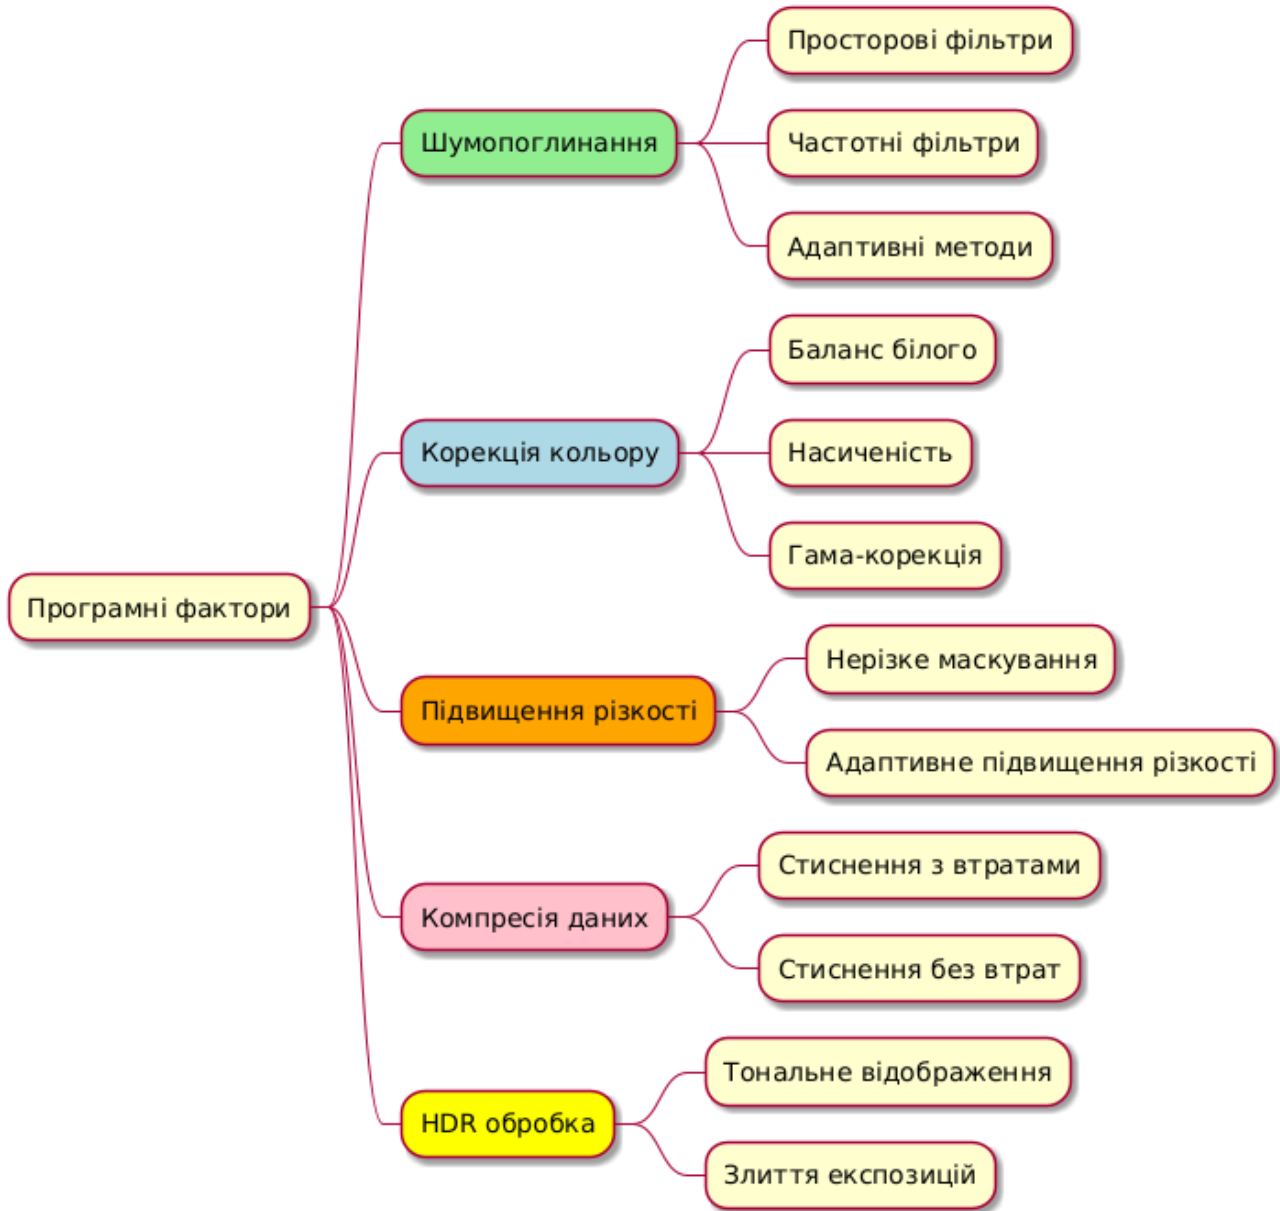 Програмні фактори
Шумопоглинання
Просторові фільтри
Частотні фільтри
Адаптивні методи
Корекція кольору
Баланс білого
Насиченість
Гама-корекція
Підвищення різкості
Нерізке маскування
Адаптивне підвищення різкості
Компресія даних
Стиснення з втратами
Стиснення без втрат
HDR обробка
Тональне відображення
Злиття експозицій